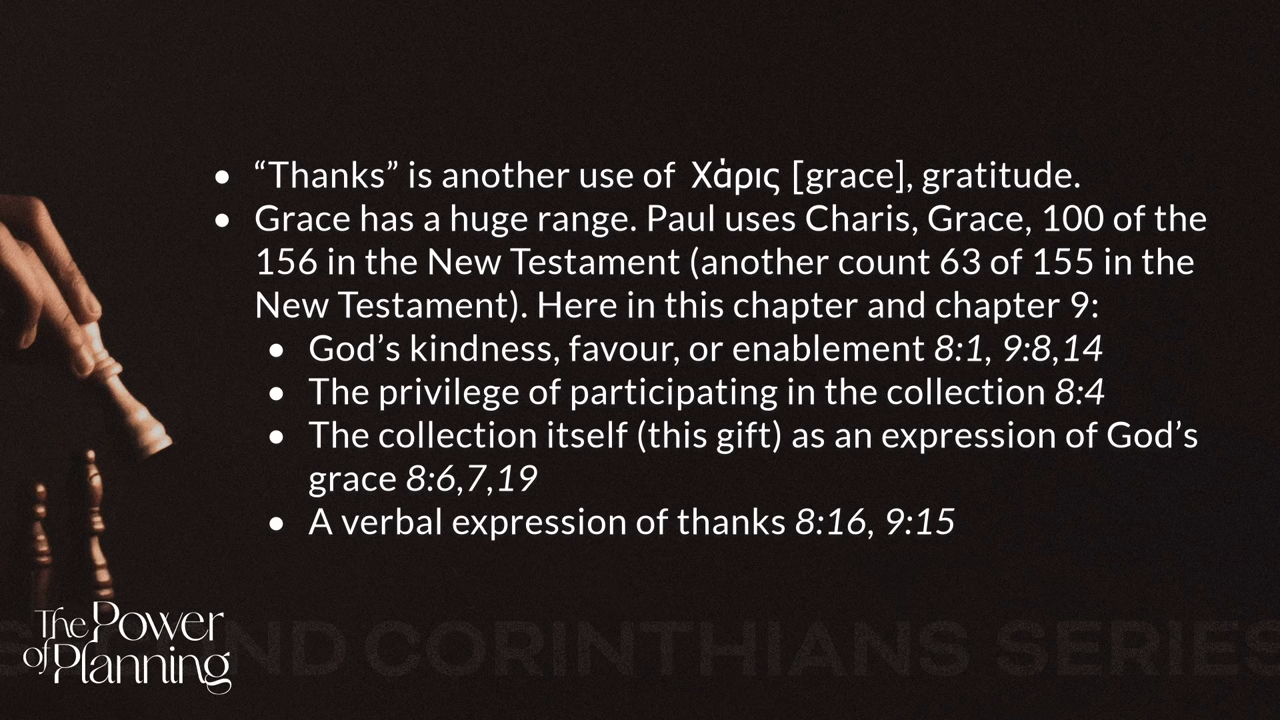 • “Thanks” is another use of Χάρις [grace], gratitude.
• Grace has a huge range. Paul uses Charis, Grace, 100 of the
156 in the New Testament (another count 63 of 155 in the
New Testament). Here in this chapter and chapter 9:
• God’s kindness, favour, or enablement 8:1, 9:8,14
• The privilege of participating in the collection 8:4
• The collection itself (this gift) as an expression of God’s
grace 8:6,7,19
• A verbal expression of thanks 8:16, 9:15
The Power
of Planning
ND CORINTHIANS SERIES